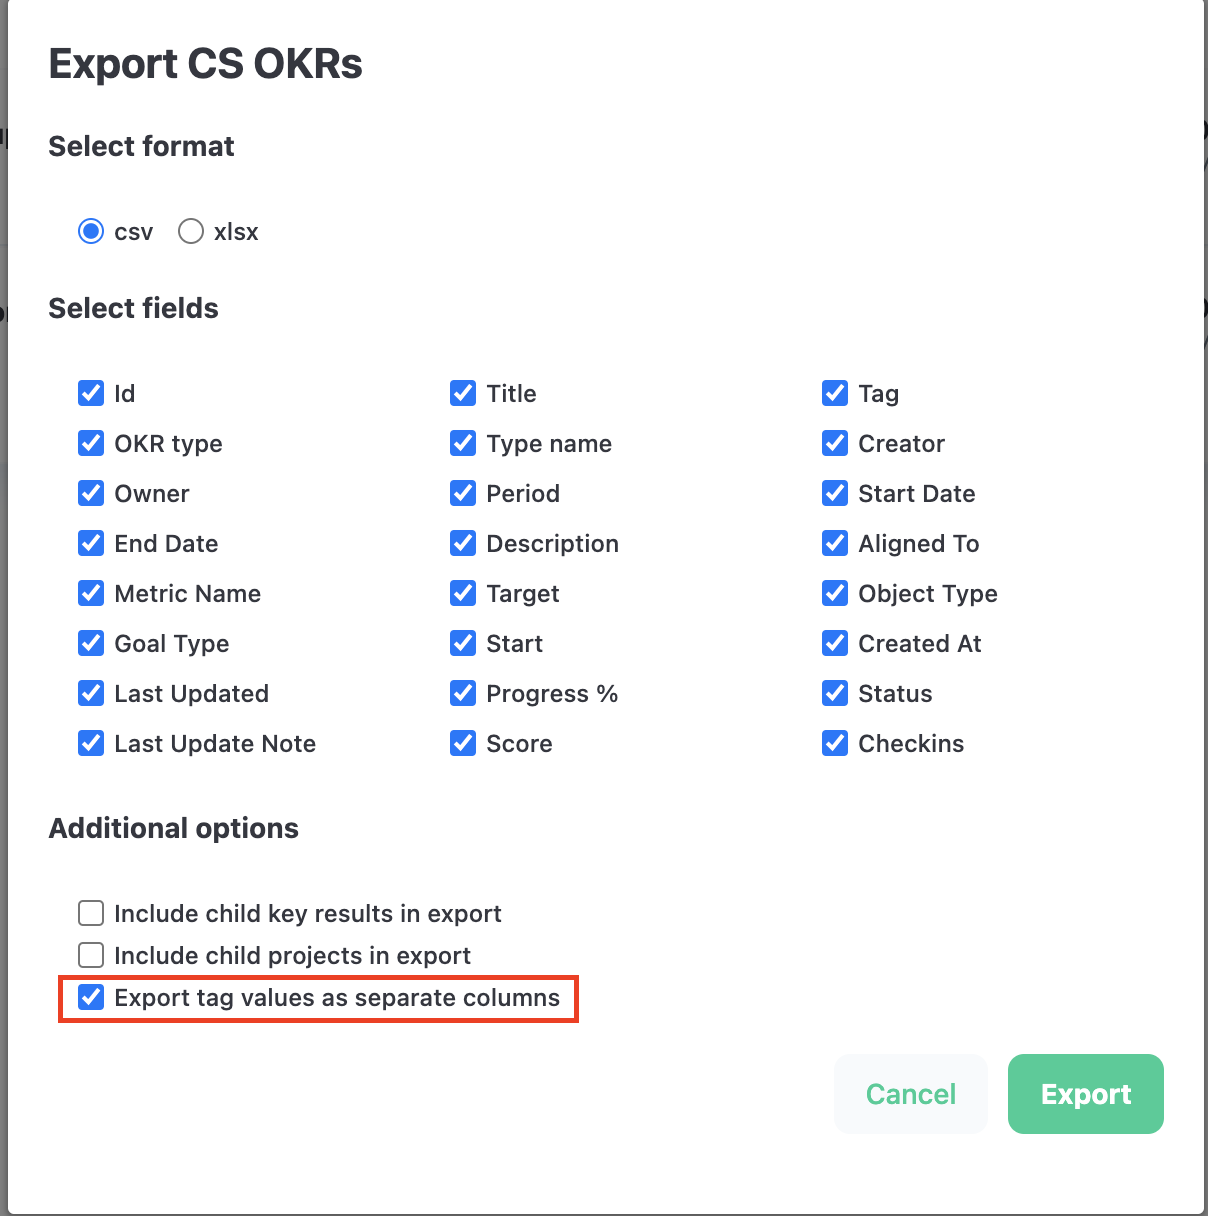 Export CS OKRs
Select format
csv xlsx
Select fields
Id Title Tag
OKR type Type name Creator
Owner Period Start Date
End Date Description Aligned To
Metric Name Target Object Type
Goal Type Start Created At
Last Updated Progress % Status
Last Update Note Score Checkins
Additional options
Include child key results in export
Include child projects in export
Export tag values as separate columns
Cancel Export